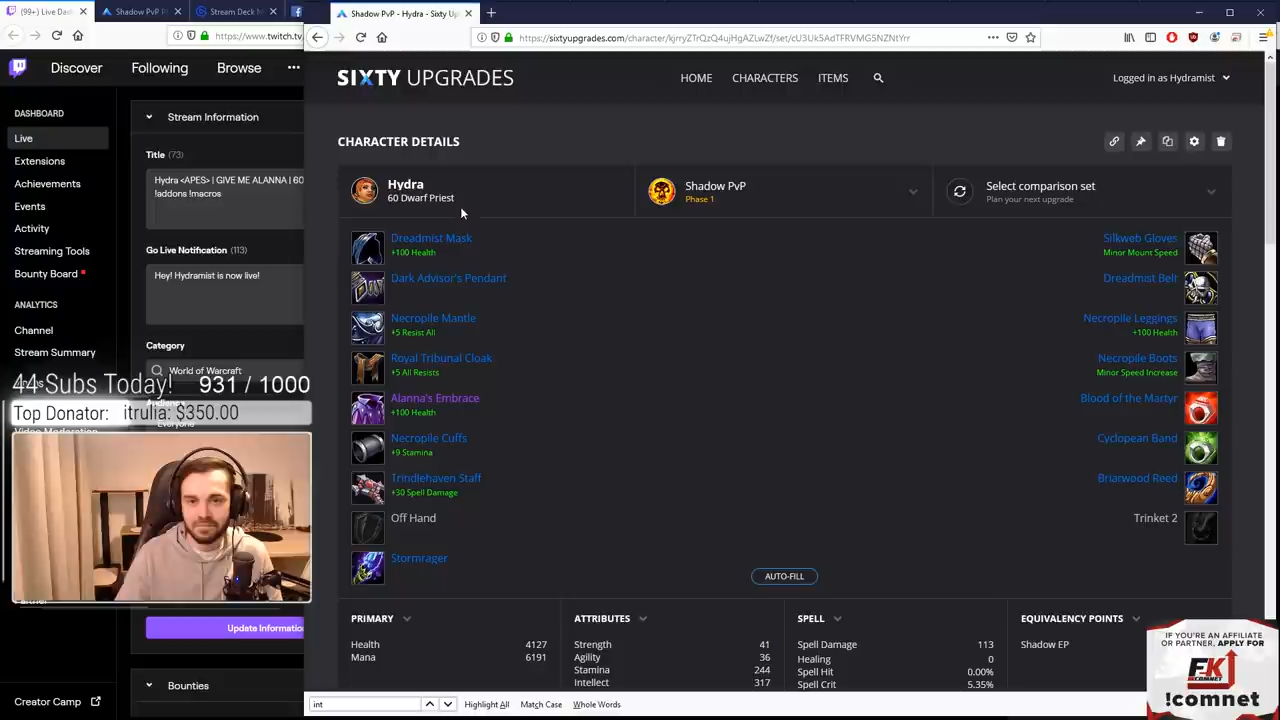 (99+) Live - Das
Shadow PvP
Stream Deck M
Shadow PvP - Hydra - Sixty Up
https://www.twitch.tv
https://sixtyupgrades.com/character/
Discover
Following
Browse
SIXTY UPGRADES
HOME
CHARACTERS
ITEMS
Logged in as Hydramist
DASHBOARD
Live
Extensions
Achievements
Events
Activity
Streaming Tools
Bounty Board
ANALYTICS
Channel
Stream Summary
Stream Information
Title (73)
Hydra <APES> | GIVE ME ALANNA | 60
!addons !macros
Go Live Notification (113)
Hey! Hydramist is now live!
Category
World of Warcraft
44 Subs Today!
931 / 1000
Everyone
Top Donator:
itrulia: $350.00
Update Informatio
Bounties
Creator Camp
CHARACTER DETAILS
Hydra
60 Dwarf Priest
Shadow PvP
Phase 1
Select comparison set
Plan your next upgrade
Dreadmist Mask
+100 Health
Dark Advisor's Pendant
Necropile Mantle
+5 Resist All
Royal Tribunal Cloak
+5 All Resists
Alanna's Embrace
+100 Health
Necropile Cuffs
+9 Stamina
Trindlehaven Staff
+30 Spell Damage
Off Hand
Stormrager
Silkweb Gloves
Minor Mount Speed
Dreadmist Belt
Necropile Leggings
+100 Health
Necropile Boots
Minor Speed Increase
Blood of the Martyr
Cyclopean Band
Briarwood Reed
Trinket 2
AUTO-FILL
PRIMARY
Health 4127
Mana 6191
ATTRIBUTES
Strength 41
Agility 36
Stamina 244
Intellect 317
SPELL
Spell Damage 113
Healing 0
Spell Hit 0.00%
Spell Crit 5.35%
EQUIVALENCY POINTS
Shadow EP
IF YOU'RE AN AFFILIATE
OR PARTNER, APPLY FOR
COMNET
!comnet
int
Highlight All
Match Case
Whole Words